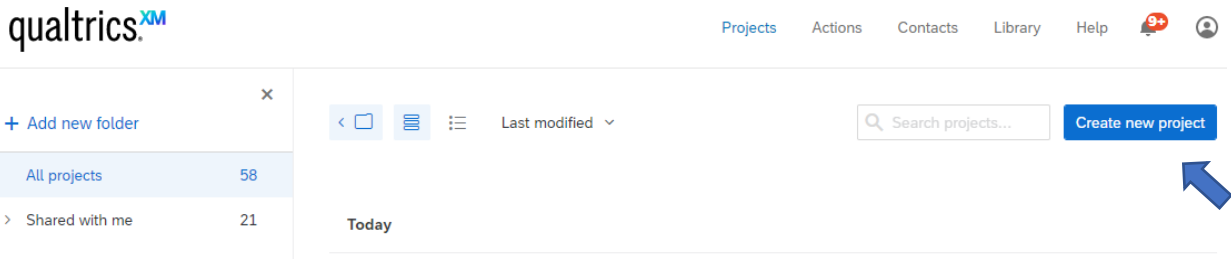 qualtrics.XM
Projects Actions Contacts Library Help 9+
+ Add new folder
All projects 58
Shared with me 21
Last modified
Search projects...
Create new project
Today